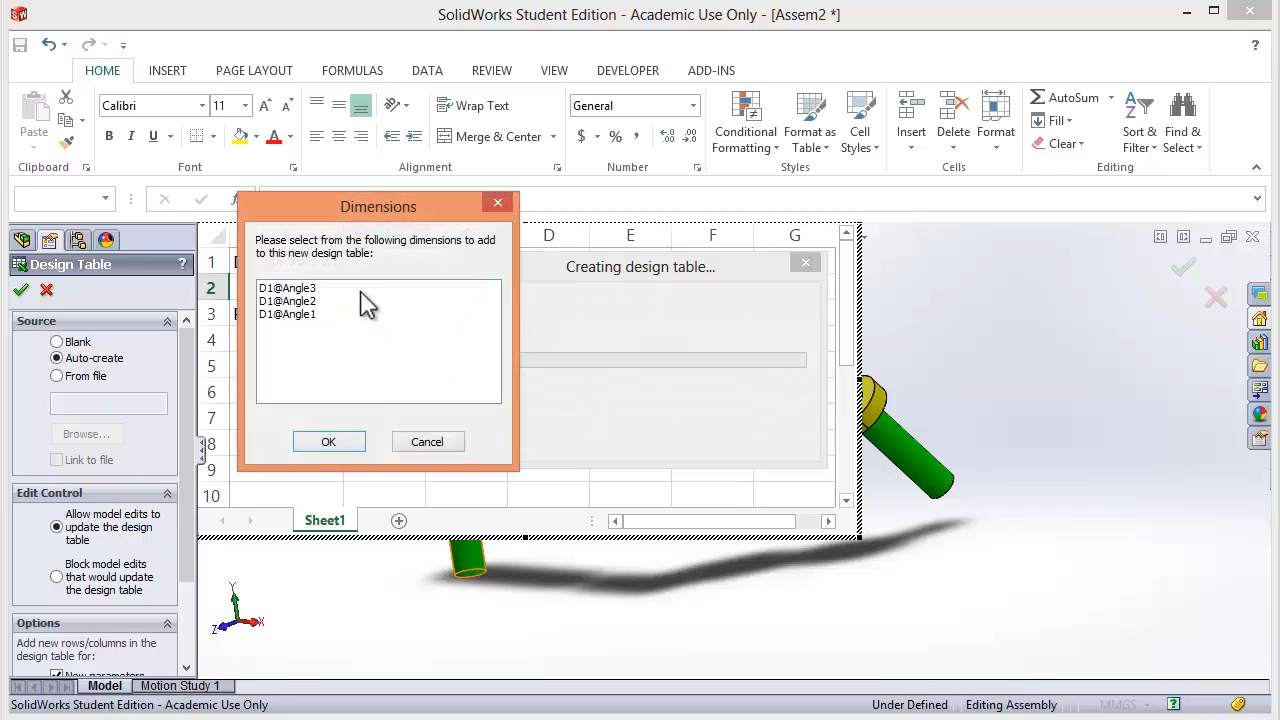 SolidWorks Student Edition - Academic Use Only - [Assem2 *]
HOME INSERT PAGE LAYOUT FORMULAS DATA REVIEW VIEW DEVELOPER ADD-INS
Calibri 11 Wrap Text General AutoSum
Paste B I U Merge & Center $ % Conditional Formatting Format as Table Cell Styles Insert Delete Format Fill Clear Sort & Filter Find & Select
Clipboard Font Alignment Number Styles Cells Editing
Design Table ?
Source
Blank
Auto-create
From file
Browse...
Link to file
Edit Control
Allow model edits to
update the design
table
Block model edits
that would update
the design table
Options
Add new rows/columns in the
design table for:
New parameters
Dimensions
Please select from the following dimensions to add
to this new design table:
D1@Angle3
D1@Angle2
D1@Angle1
OK Cancel
Creating design table...
D E F G
1
2
3
4
5
6
7
8
9
10
Sheet1
Y
X
Z
Model Motion Study 1
SolidWorks Student Edition - Academic Use Only Under Defined Editing Assembly MMGS